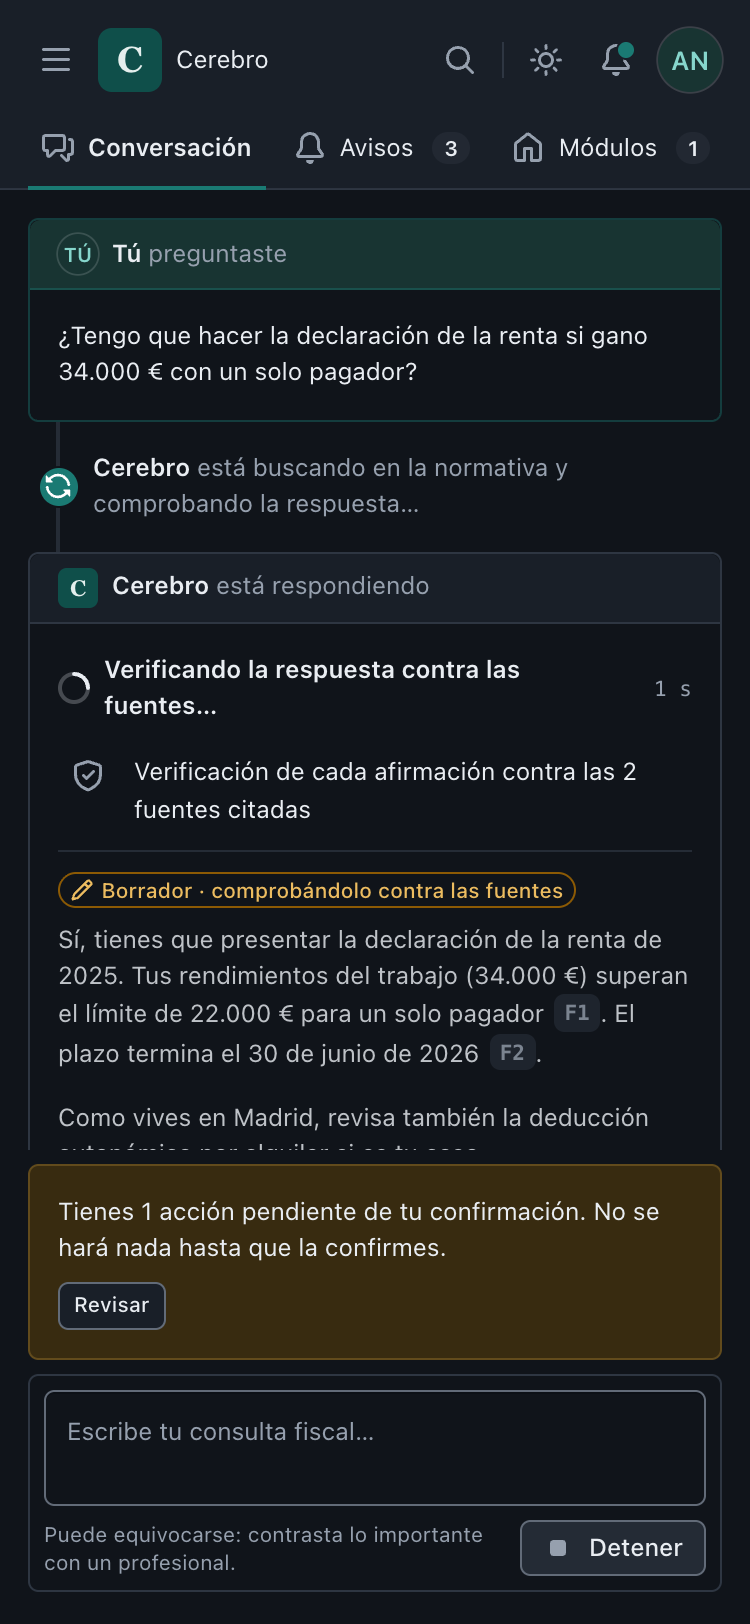 C Cerebro AN
Conversación Avisos 3 Módulos 1
TÚ Tú preguntaste
¿Tengo que hacer la declaración de la renta si gano
34.000 € con un solo pagador?
Cerebro está buscando en la normativa y
comprobando la respuesta...
C Cerebro está respondiendo
Verificando la respuesta contra las
fuentes...
1 s
Verificación de cada afirmación contra las 2
fuentes citadas
Borrador · comprobándolo contra las fuentes
Sí, tienes que presentar la declaración de la renta de
2025. Tus rendimientos del trabajo (34.000 €) superan
el límite de 22.000 € para un solo pagador F1. El
plazo termina el 30 de junio de 2026 F2.
Como vives en Madrid, revisa también la deducción
autonómica por alquiler si es tu caso.
Tienes 1 acción pendiente de tu confirmación. No se
hará nada hasta que la confirmes.
Revisar
Escribe tu consulta fiscal...
Puede equivocarse: contrasta lo importante
con un profesional.
Detener